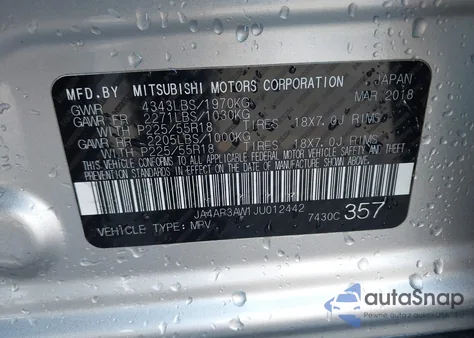 MFD.BY MITSUBISHI MOTORS CORPORATION JAPAN
GVWR 4343LBS/1970KG MAR 2018
GAWR FR 2271LBS/1030KG
WITH P225/55R18 TIRES 18X7.0J RIMS
GAWR RR 2205LBS/1000KG
WITH P225/55R18 TIRES 18X7.0J RIMS
THIS VEHICLE CONFORMS TO ALL APPLICABLE FEDERAL MOTOR VEHICLE
SAFETY AND THEFT PREVENTION STANDARDS IN EFFECT ON THE DATE OF
MANUFACTURE SHOWN ABOVE.
JA4AR3AW1JU012442
VEHICLE TYPE: MPV 7430C 357
autoSnap
Pewne auta z